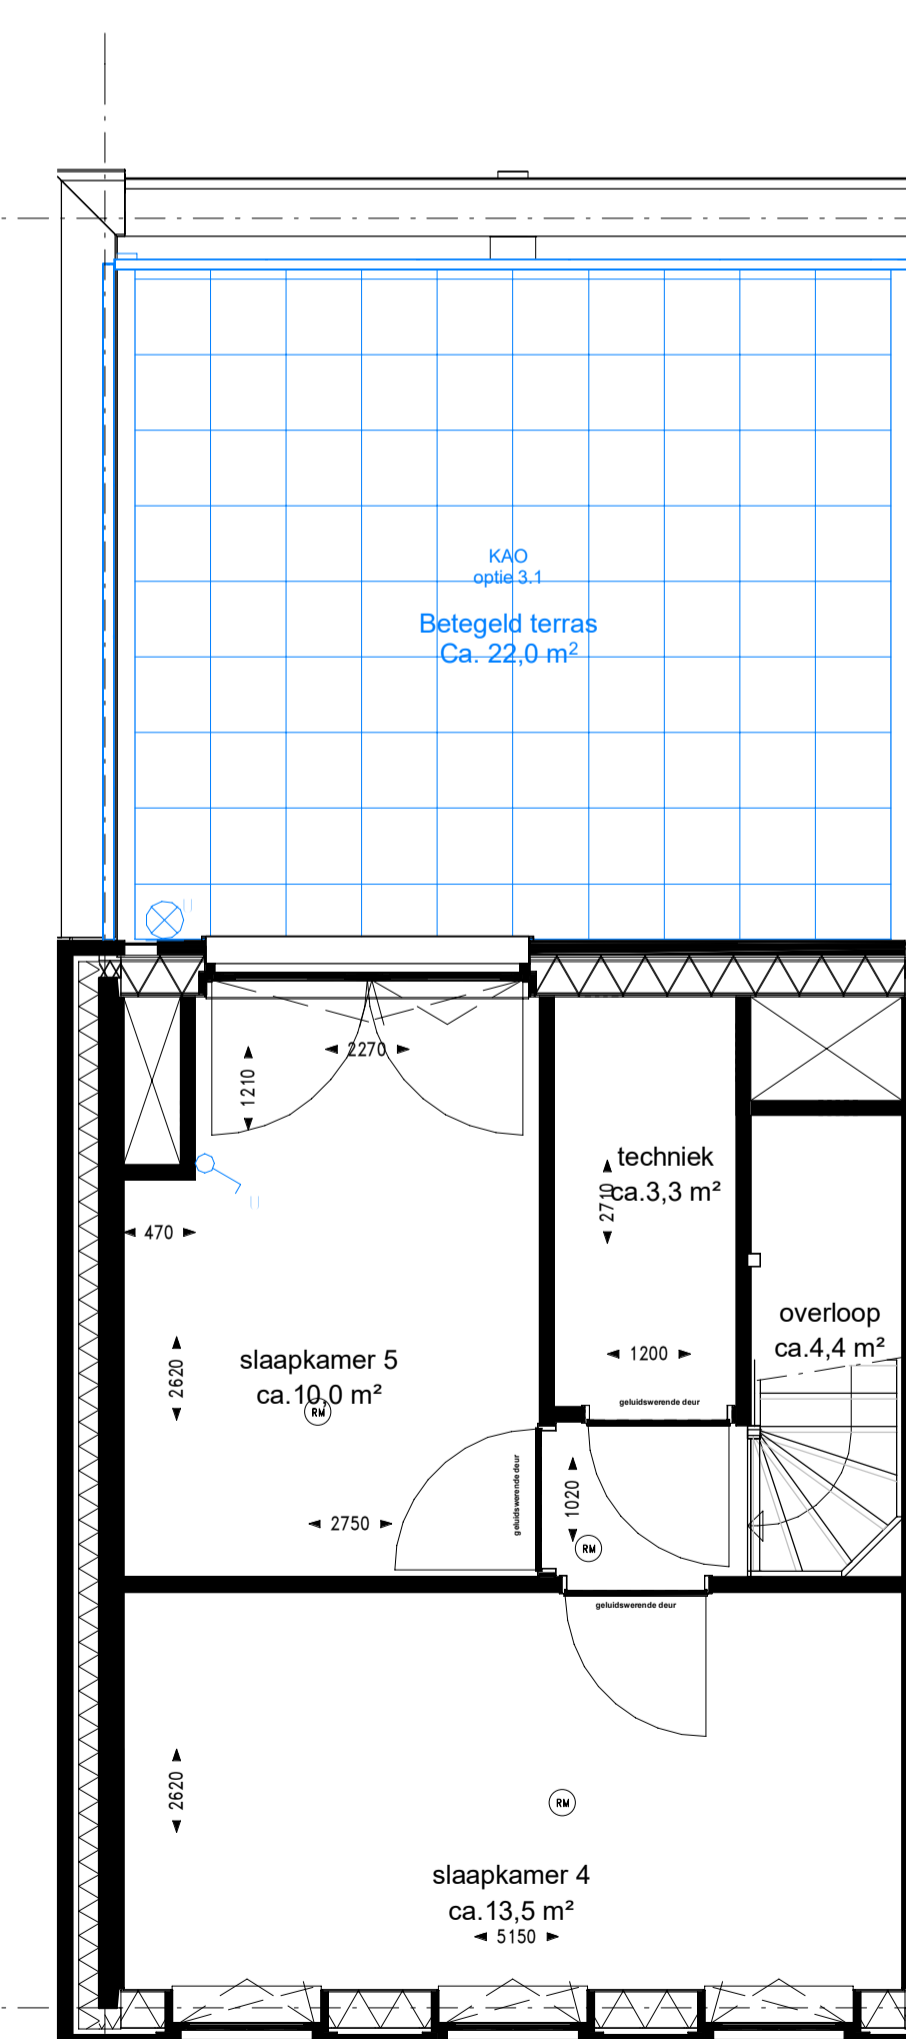 KAO
optie 3.1
Betegeld terras
Ca. 22,0 m²
2270
1210
techniek
ca.3,3 m²
2710
470
overloop
ca.4,4 m²
slaapkamer 5
ca.10,0 m²
2620
1200
RM
geluidswerende deur
geluidswerende deur
1020
2750
RM
geluidswerende deur
2620
RM
slaapkamer 4
ca.13,5 m²
5150